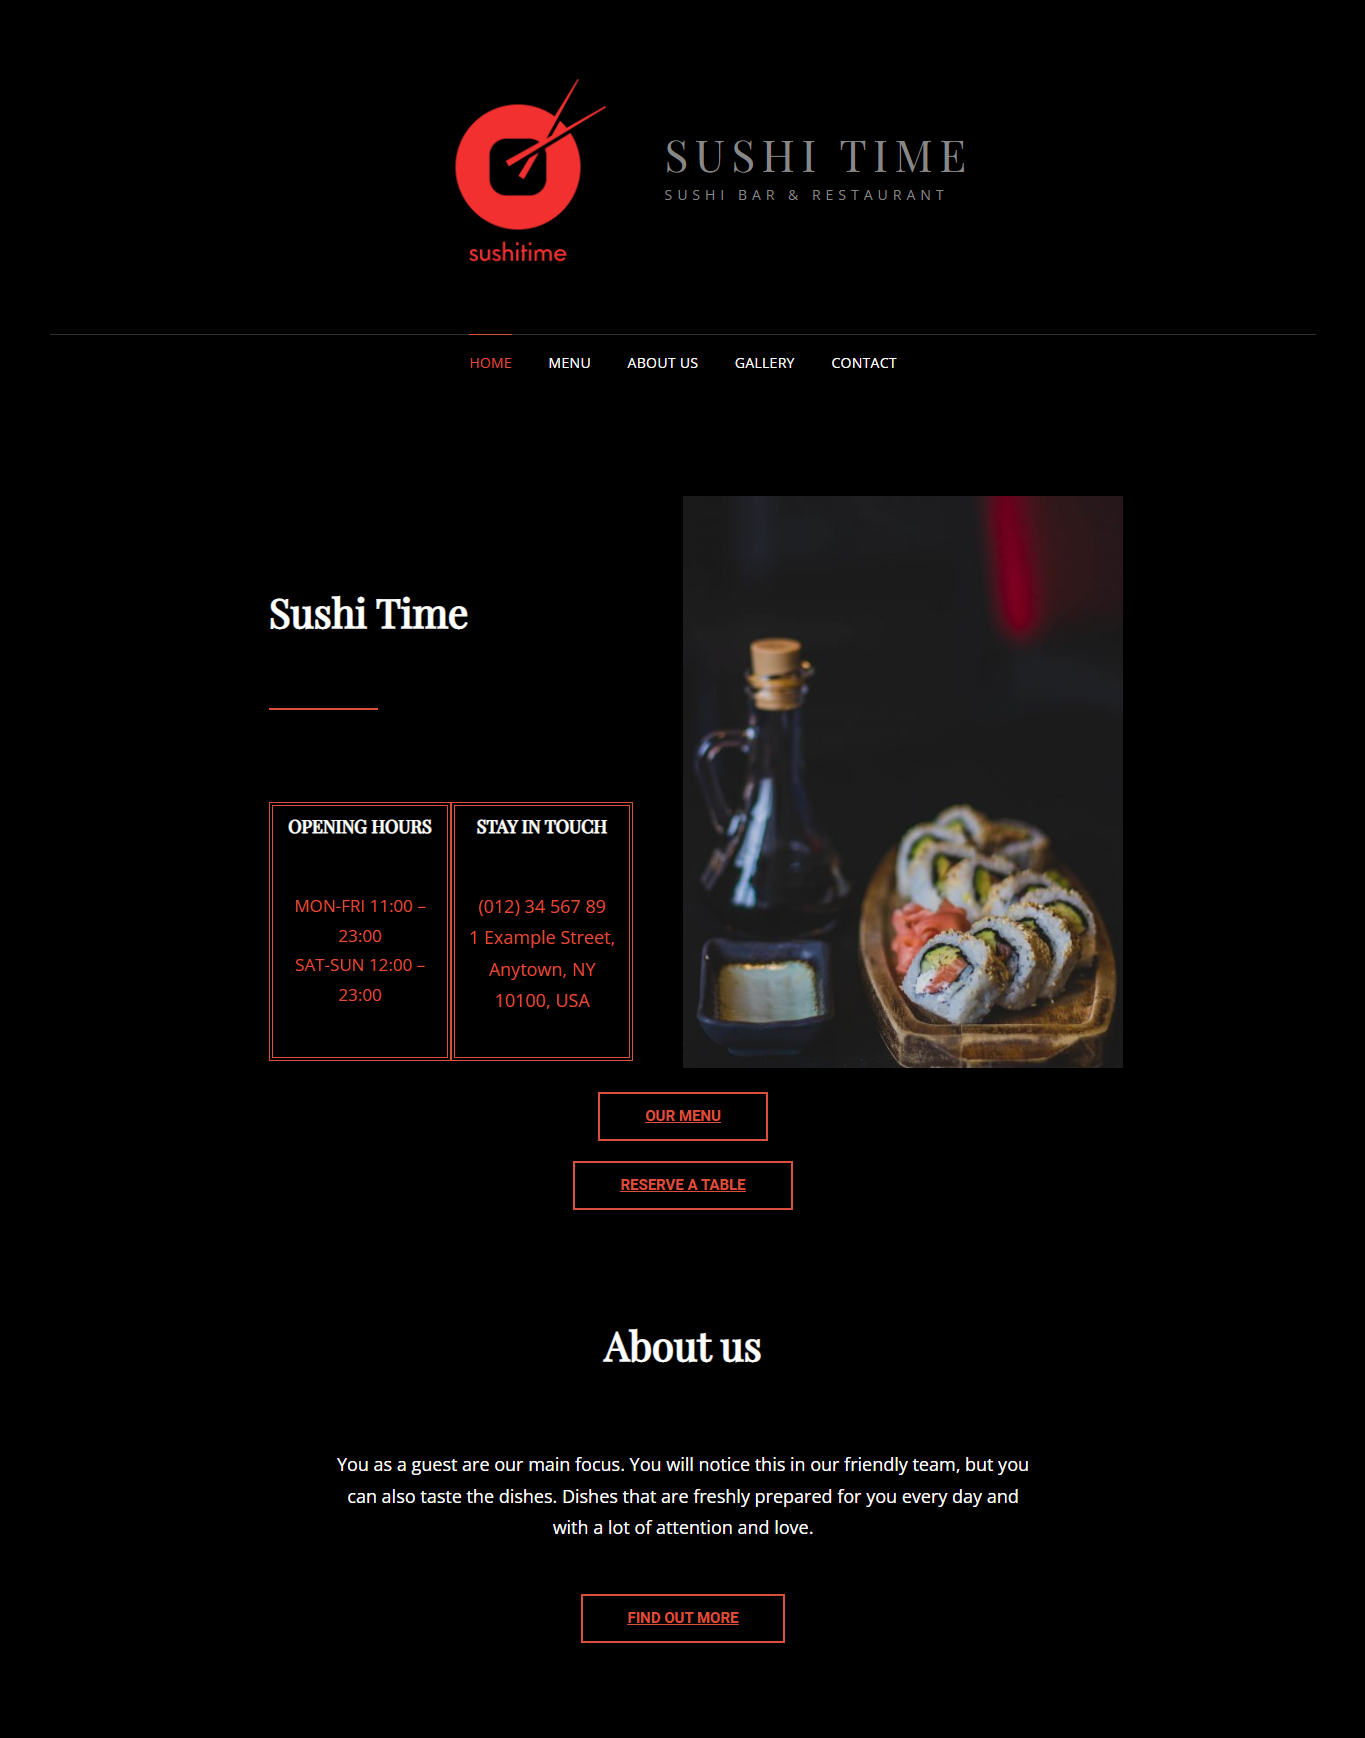 sushitime
SUSHI TIME
SUSHI BAR & RESTAURANT
HOME MENU ABOUT US GALLERY CONTACT
Sushi Time
OPENING HOURS
MON-FRI 11:00 –
23:00
SAT-SUN 12:00 –
23:00
STAY IN TOUCH
(012) 34 567 89
1 Example Street,
Anytown, NY
10100, USA
OUR MENU
RESERVE A TABLE
About us
You as a guest are our main focus. You will notice this in our friendly team, but you
can also taste the dishes. Dishes that are freshly prepared for you every day and
with a lot of attention and love.
FIND OUT MORE